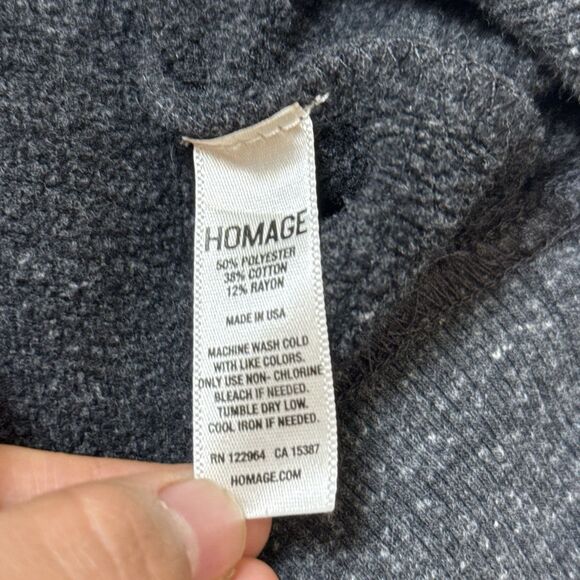 HOMAGE
50% POLYESTER
38% COTTON
12% RAYON
MADE IN USA
MACHINE WASH COLD
WITH LIKE COLORS.
ONLY USE NON- CHLORINE
BLEACH IF NEEDED.
TUMBLE DRY LOW.
COOL IRON IF NEEDED.
RN 122964 CA 15387
HOMAGE.COM